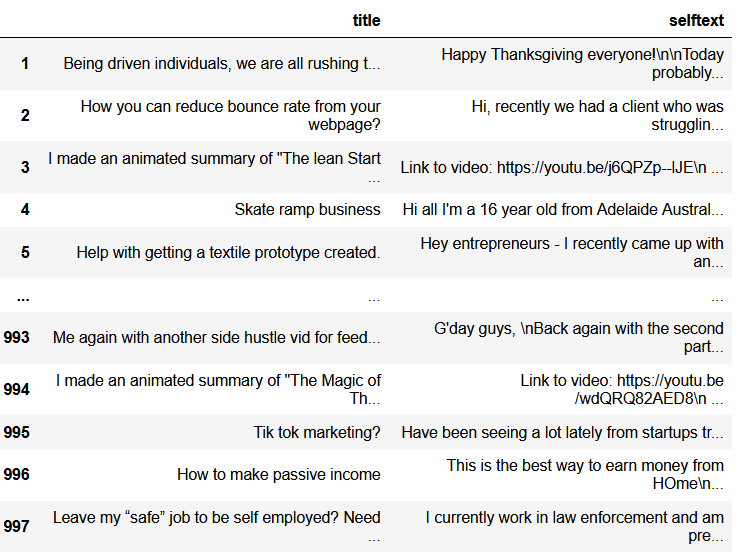 title selftext
1 Being driven individuals, we are all rushing t... Happy Thanksgiving everyone!\n\nToday
probably...
2 How you can reduce bounce rate from your
webpage? Hi, recently we had a client who was
strugglin...
3 I made an animated summary of "The lean Start
... Link to video: https://youtu.be/j6QPZp--lJE\n ...
4 Skate ramp business Hi all I'm a 16 year old from Adelaide Austral...
5 Help with getting a textile prototype created. Hey entrepreneurs - I recently came up with
an...
... ... ...
993 Me again with another side hustle vid for feed... G'day guys, \nBack again with the second
part...
994 I made an animated summary of "The Magic of
Th... Link to video: https://youtu.be
/wdQRQ82AED8\n ...
995 Tik tok marketing? Have been seeing a lot lately from startups tr...
996 How to make passive income This is the best way to earn money from
HOme\n...
997 Leave my “safe” job to be self employed? Need
... I currently work in law enforcement and am
pre...